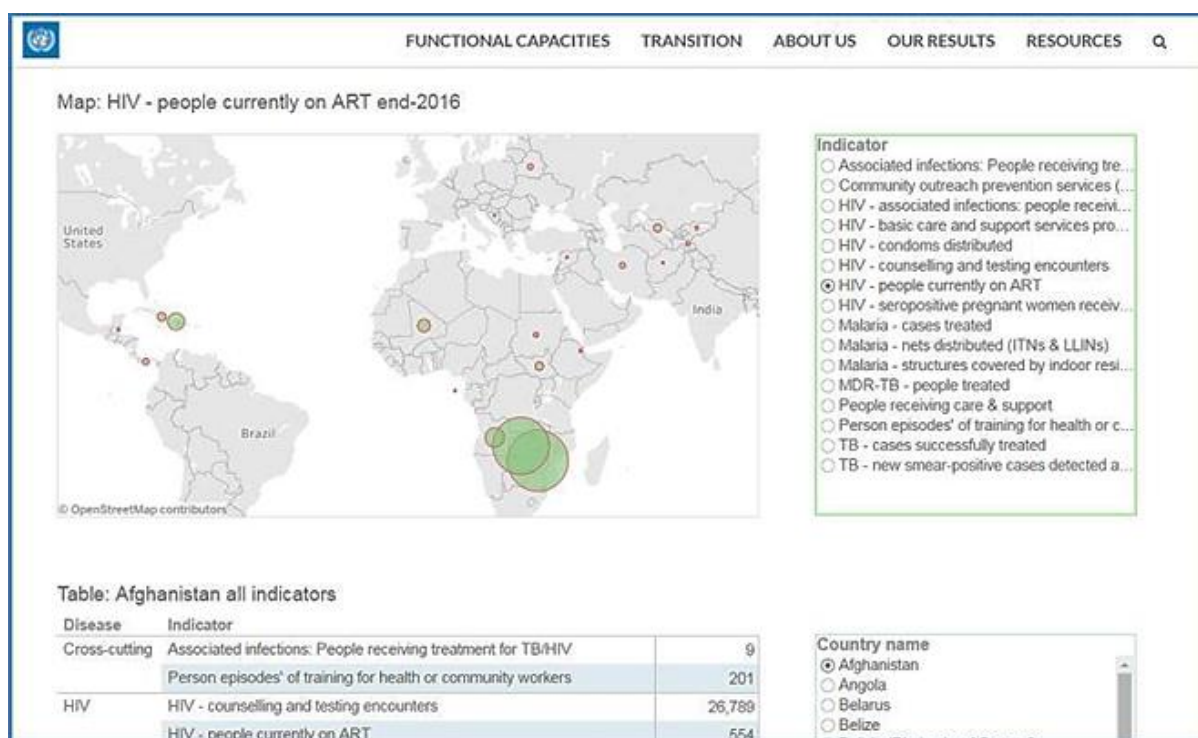 FUNCTIONAL CAPACITIES TRANSITION ABOUT US OUR RESULTS RESOURCES
Map: HIV - people currently on ART end-2016
United
States
India
Brazil
© OpenStreetMap contributors
Indicator
Associated infections: People receiving tre...
Community outreach prevention services (...
HIV - associated infections: people receivi...
HIV - basic care and support services pro...
HIV - condoms distributed
HIV - counselling and testing encounters
HIV - people currently on ART
HIV - seropositive pregnant women receiv...
Malaria - cases treated
Malaria - nets distributed (ITNs & LLINs)
Malaria - structures covered by indoor resi...
MDR-TB - people treated
People receiving care & support
Person episodes' of training for health or c...
TB - cases successfully treated
TB - new smear-positive cases detected a...
Table: Afghanistan all indicators
Disease Indicator
Cross-cutting Associated infections: People receiving treatment for TB/HIV 9
Person episodes' of training for health or community workers 201
HIV HIV - counselling and testing encounters 26,789
HIV - people currently on ART 554
Country name
Afghanistan
Angola
Belarus
Belize